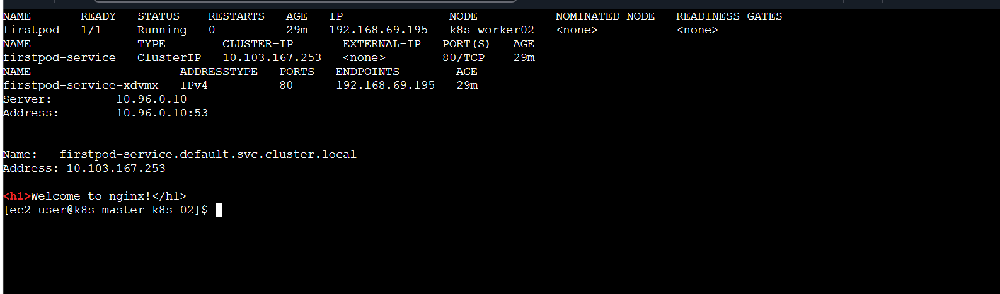 NAME READY STATUS RESTARTS AGE IP NODE NOMINATED NODE READINESS GATES
firstpod 1/1 Running 0 29m 192.168.69.195 k8s-worker02 <none> <none>
NAME TYPE CLUSTER-IP EXTERNAL-IP PORT(S) AGE
firstpod-service ClusterIP 10.103.167.253 <none> 80/TCP 29m
NAME ADDRESSTYPE PORTS ENDPOINTS AGE
firstpod-service-xdvmx IPv4 80 192.168.69.195 29m
Server: 10.96.0.10
Address: 10.96.0.10:53
Name: firstpod-service.default.svc.cluster.local
Address: 10.103.167.253
<h1>Welcome to nginx!</h1>
[ec2-user@k8s-master k8s-02]$